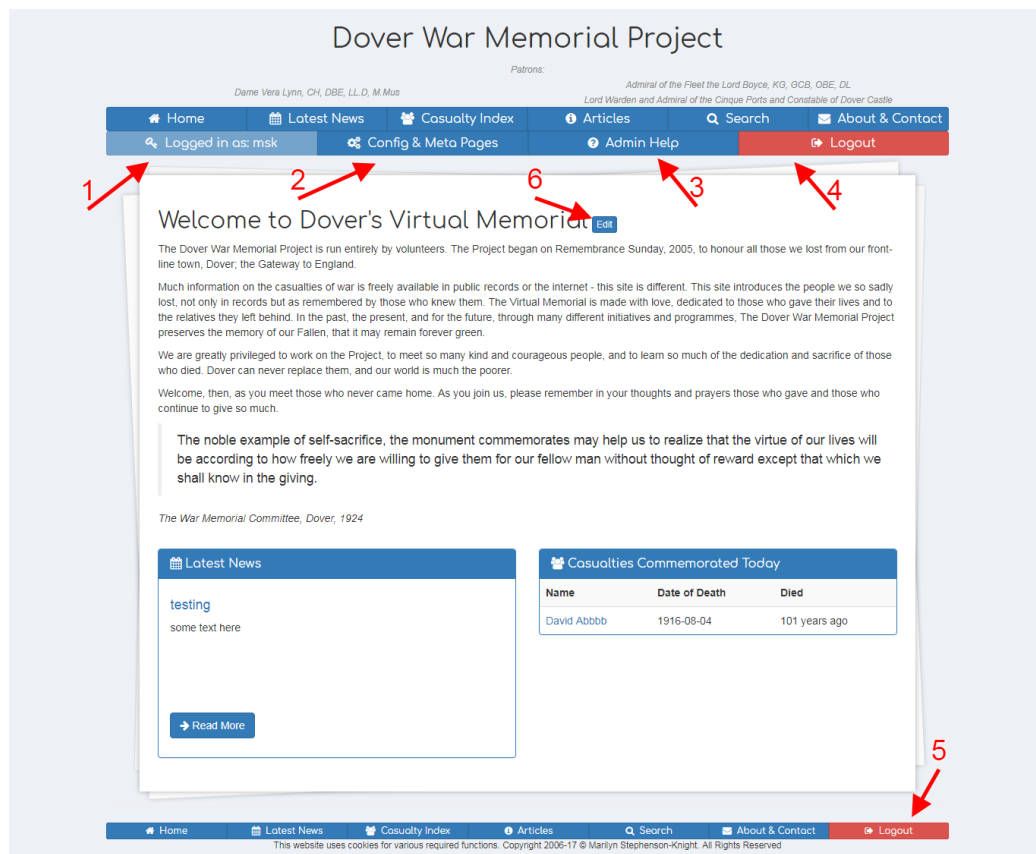 Dover War Memorial Project
Patrons:
Dame Vera Lynn, CH, DBE, LL.D, M.Mus
Admiral of the Fleet the Lord Boyce, KG, GCB, OBE, DL
Lord Warden and Admiral of the Cinque Ports and Constable of Dover Castle
Home Latest News Casualty Index Articles Search About & Contact
Logged in as: msk Config & Meta Pages Admin Help Logout
1 2 3 4
6
Welcome to Dover's Virtual Memorial Edit
The Dover War Memorial Project is run entirely by volunteers. The Project began on Remembrance Sunday, 2005, to honour all those we lost from our front-
line town, Dover; the Gateway to England.
Much information on the casualties of war is freely available in public records or the internet - this site is different. This site introduces the people we so sadly
lost, not only in records but as remembered by those who knew them. The Virtual Memorial is made with love, dedicated to those who gave their lives and to
the relatives they left behind. In the past, the present, and for the future, through many different initiatives and programmes, The Dover War Memorial Project
preserves the memory of our Fallen, that it may remain forever green.
We are greatly privileged to work on the Project, to meet so many kind and courageous people, and to learn so much of the dedication and sacrifice of those
who died. Dover can never replace them, and our world is much the poorer.
Welcome, then, as you meet those who never came home. As you join us, please remember in your thoughts and prayers those who gave and those who
continue to give so much.
The noble example of self-sacrifice, the monument commemorates may help us to realize that the virtue of our lives will
be according to how freely we are willing to give them for our fellow man without thought of reward except that which we
shall know in the giving.
The War Memorial Committee, Dover, 1924
Latest News
testing
some text here
Read More
Casualties Commemorated Today
Name Date of Death Died
David Abbbb 1916-08-04 101 years ago
5
Home Latest News Casualty Index Articles Search About & Contact Logout
This website uses cookies for various required functions. Copyright 2006-17 © Marilyn Stephenson-Knight. All Rights Reserved